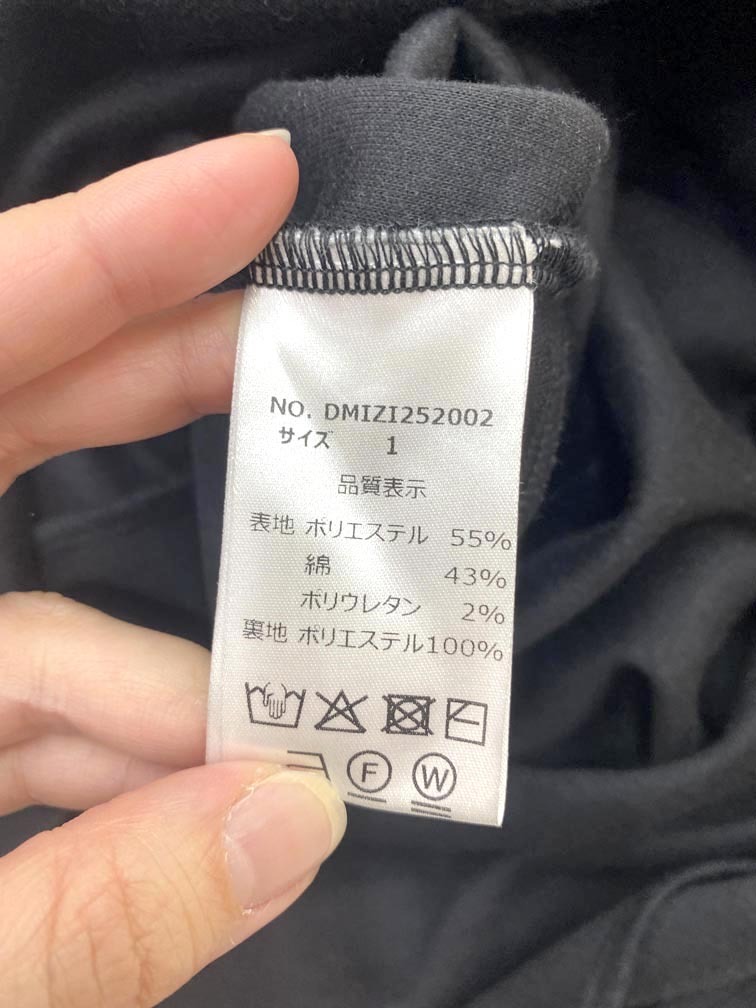 NO. DMIZI252002
サイズ 1
品質表示
表地 ポリエステル 55%
綿 43%
ポリウレタン 2%
裏地 ポリエステル100%
F W